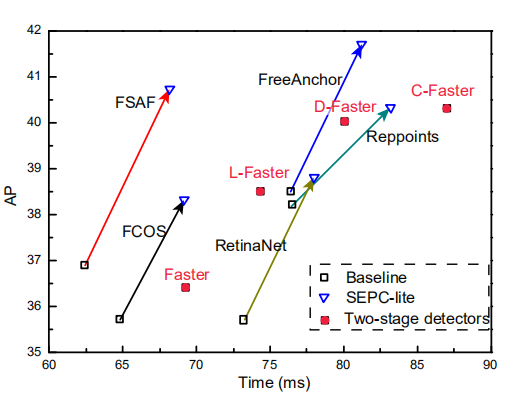 42
41
40
39
38
37
36
35
AP
60
65
70
75
80
85
90
Time (ms)
FSAF
FCOS
Faster
RetinaNet
L-Faster
FreeAnchor
D-Faster
Reppoints
C-Faster
Baseline
SEPC-lite
Two-stage detectors